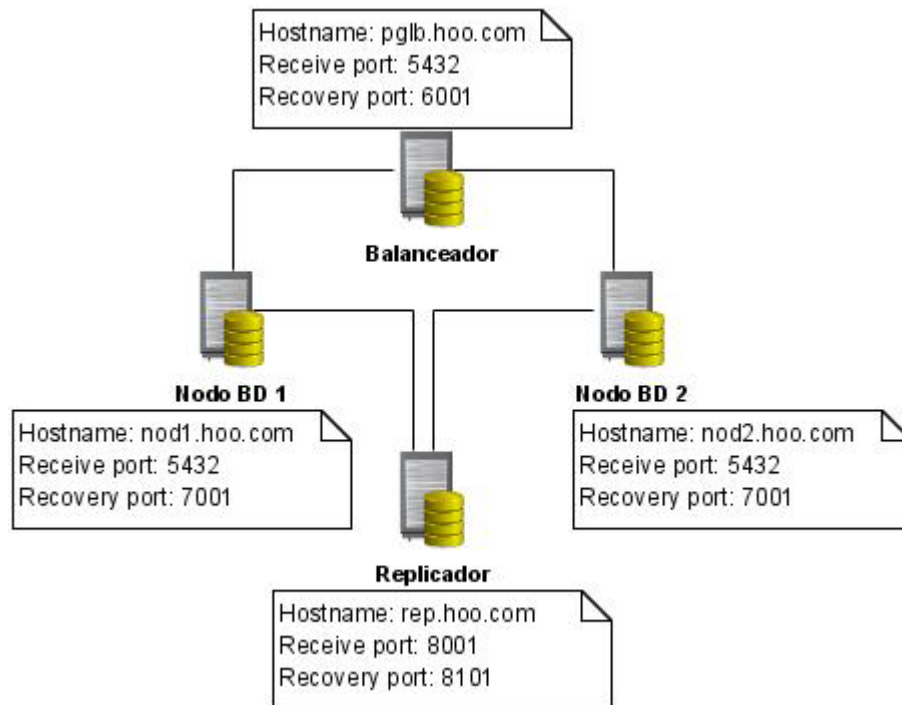 Hostname: pglb.hoo.com
Receive port: 5432
Recovery port: 6001
Balanceador
Nodo BD 1
Hostname: nod1.hoo.com
Receive port: 5432
Recovery port: 7001
Nodo BD 2
Hostname: nod2.hoo.com
Receive port: 5432
Recovery port: 7001
Replicador
Hostname: rep.hoo.com
Receive port: 8001
Recovery port: 8101